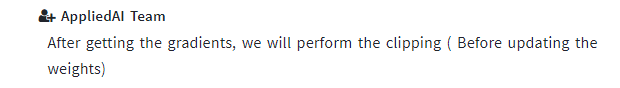 AppliedAI Team
After getting the gradients, we will perform the clipping ( Before updating the
weights)